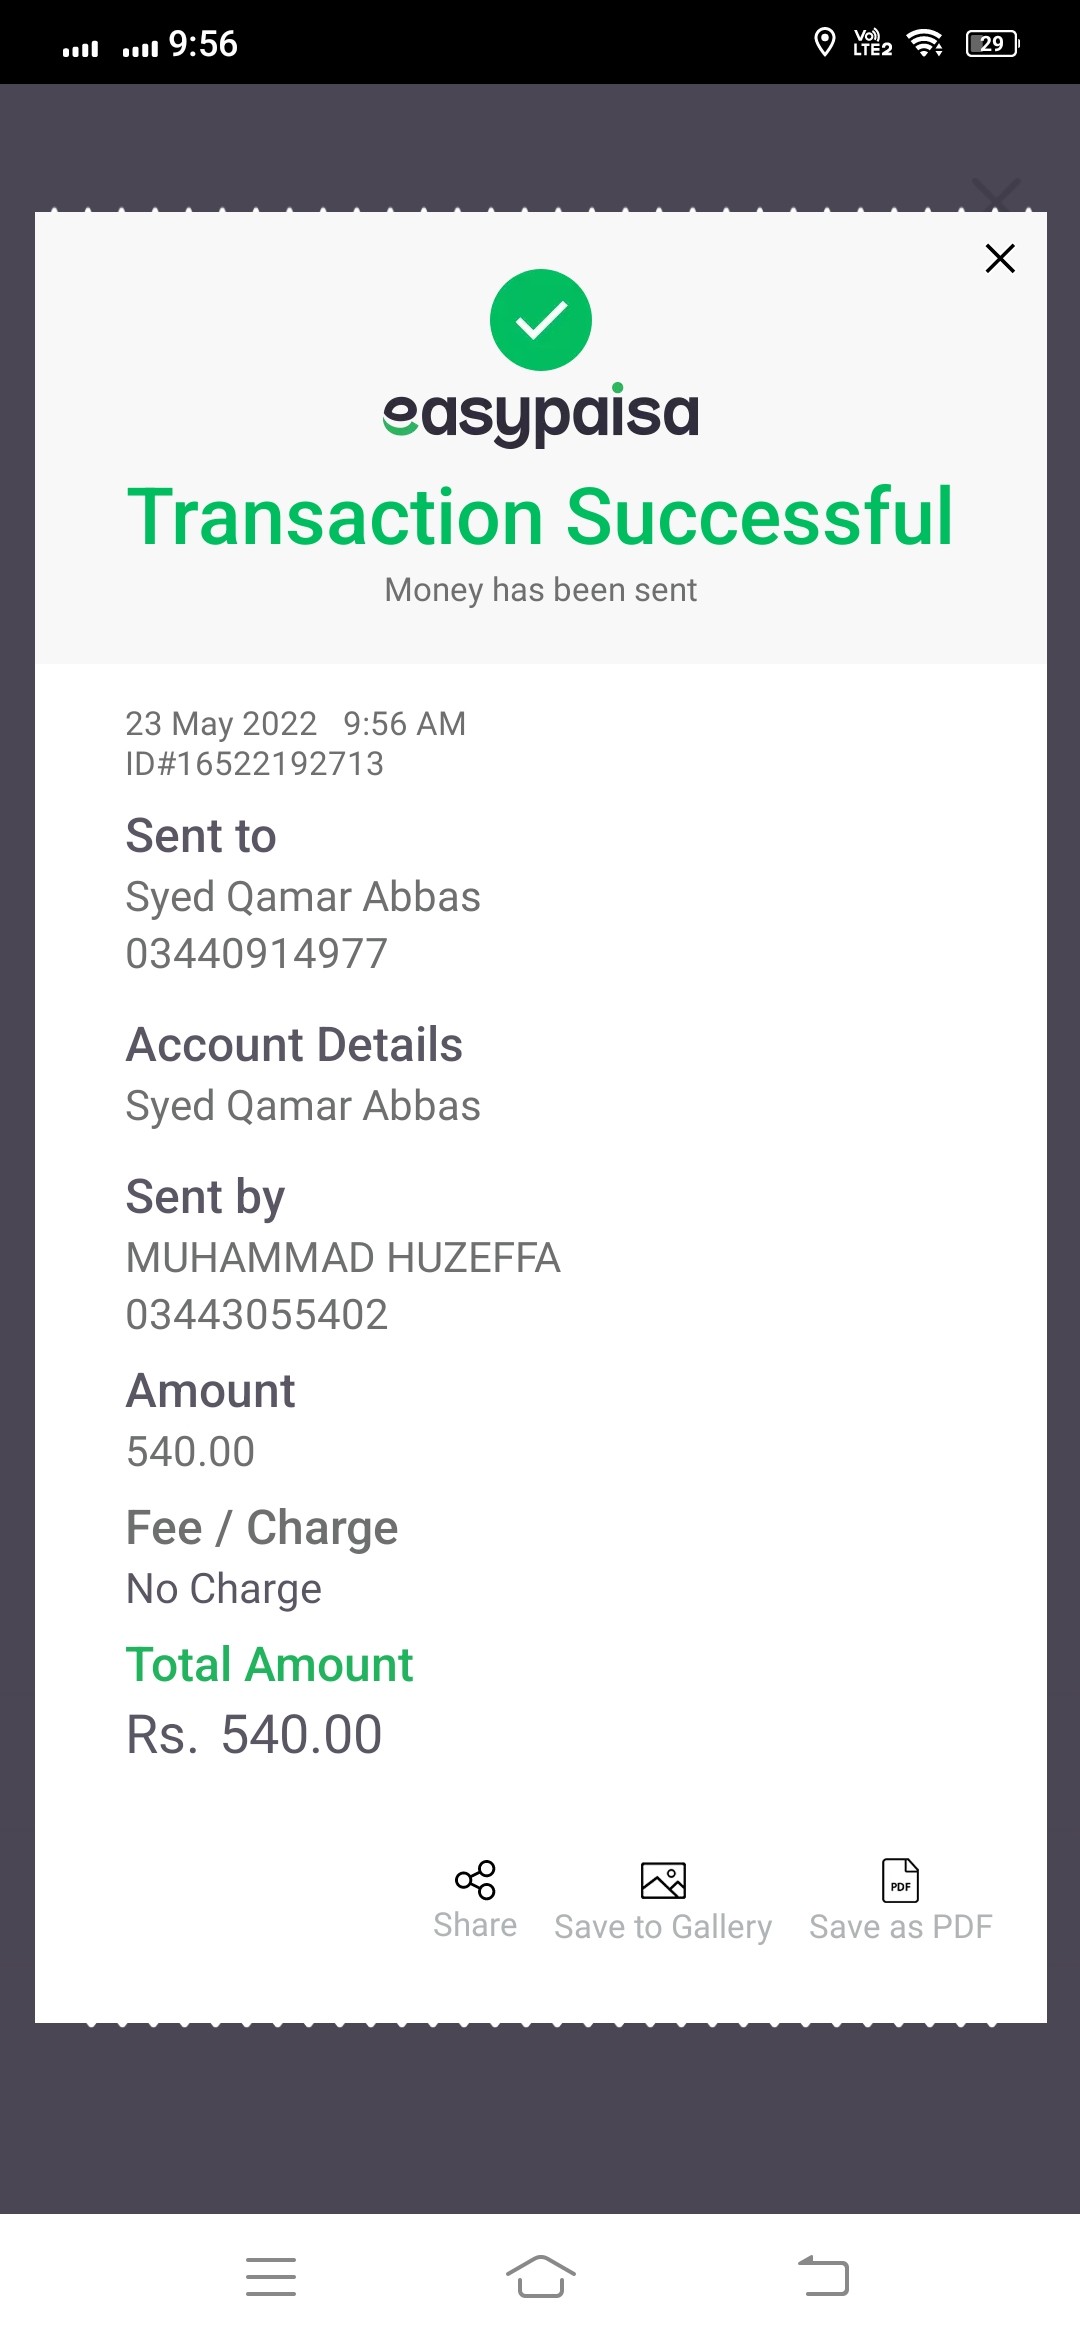 9:56
Vo)) LTE2
29
easypaisa
Transaction Successful
Money has been sent
23 May 2022 9:56 AM
ID#16522192713
Sent to
Syed Qamar Abbas
03440914977
Account Details
Syed Qamar Abbas
Sent by
MUHAMMAD HUZEFFA
03443055402
Amount
540.00
Fee / Charge
No Charge
Total Amount
Rs. 540.00
PDF
Share Save to Gallery Save as PDF